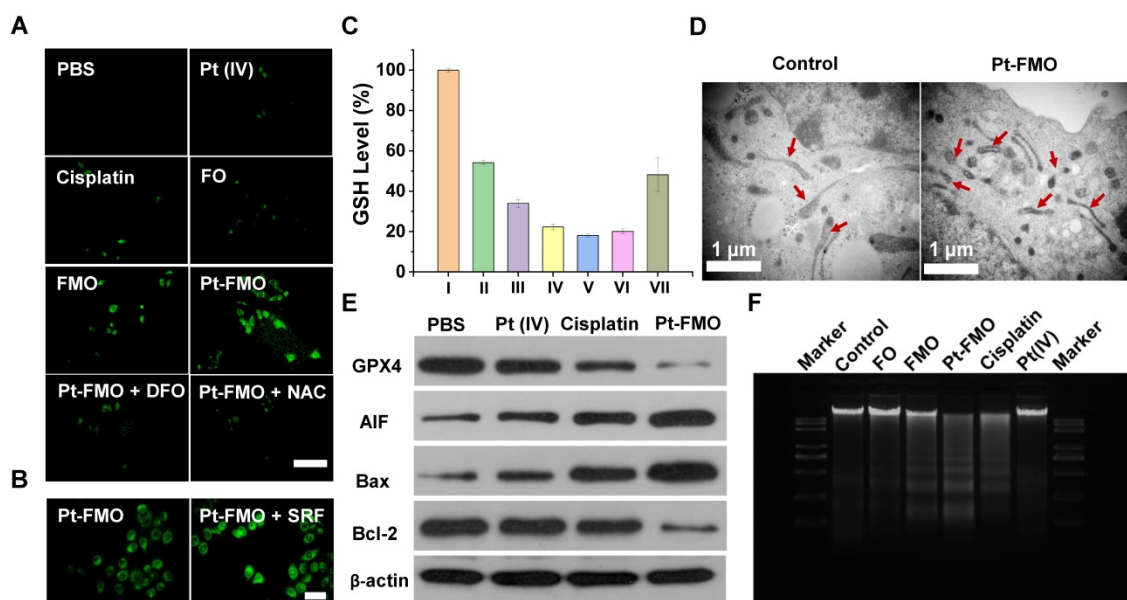 A
PBS
Pt (IV)
Cisplatin
FO
FMO
Pt-FMO
Pt-FMO + DFO
Pt-FMO + NAC
B
Pt-FMO
Pt-FMO + SRF
C
GSH Level (%)
100
80
60
40
20
0
I II III IV V VI VII
D
Control
Pt-FMO
1 µm
1 µm
E
PBS Pt (IV) Cisplatin Pt-FMO
GPX4
AIF
Bax
Bcl-2
β-actin
F
Marker
Control
FO
FMO
Pt-FMO
Cisplatin
Pt(IV)
Marker